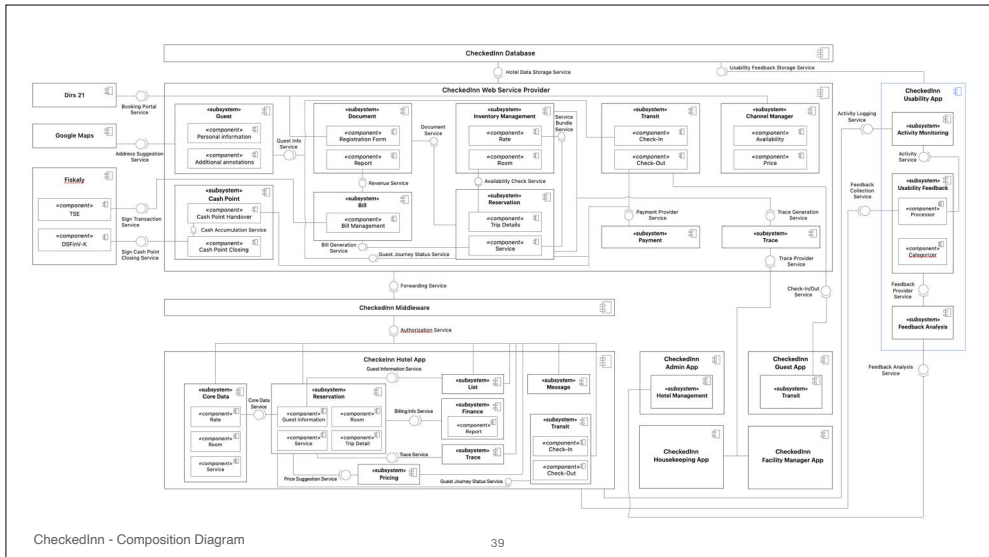 CheckedInn Database
Hotel Data Storage Service
Usability Feedback Storage Service
Dirs 21
Booking Portal
Service
Google Maps
Address Suggestion
Service
Fiskaly
«component»
TSE
«component»
DSFinV-K
Sign Transaction
Service
Sign Cash Point
Closing Service
CheckedInn Web Service Provider
«subsystem»
Guest
«component»
Personal information
«component»
Additional annotations
Guest Info
Service
«subsystem»
Cash Point
«component»
Cash Point Handover
Cash Accumulation Service
«component»
Cash Point Closing
«subsystem»
Document
«component»
Registration Form
«component»
Report
Document
Service
Revenue Service
«subsystem»
Bill
«component»
Bill Management
Bill Generation
Service
Guest Journey Status Service
«subsystem»
Inventory Management
«component»
Rate
«component»
Room
Service
Bundle
Service
Availability Check Service
«subsystem»
Reservation
«component»
Trip Details
«component»
Service
«subsystem»
Transit
«component»
Check-In
«component»
Check-Out
Payment Provider
Service
«subsystem»
Payment
«subsystem»
Channel Manager
«component»
Availability
«component»
Price
Trace Generation
Service
«subsystem»
Trace
Trace Provider
Service
Check-In/Out
Service
CheckedInn
Usability App
Activity Logging
Service
«subsystem»
Activity Monitoring
Activity
Service
Feedback
Collection
Service
«subsystem»
Usability Feedback
«component»
Processor
«component»
Categorizer
Feedback
Provider
Service
«subsystem»
Feedback Analysis
Feedback Analysis
Service
Forwarding Service
CheckedInn Middleware
Authorization Service
CheckeInn Hotel App
Guest Information Service
«subsystem»
Core Data
«component»
Rate
«component»
Room
«component»
Service
Core Data
Service
«subsystem»
Reservation
«component»
Guest Information
«component»
Room
«component»
Service
«component»
Trip Detail
Billing Info Service
Trace Service
Price Suggestion Service
«subsystem»
Pricing
Guest Journey Status Service
«subsystem»
List
«subsystem»
Finance
«component»
Report
«subsystem»
Trace
«subsystem»
Message
«subsystem»
Transit
«component»
Check-In
«component»
Check-Out
CheckedInn
Admin App
«subsystem»
Hotel Management
CheckedInn
Guest App
«subsystem»
Transit
CheckedInn
Housekeeping App
CheckedInn
Facility Manager App
CheckedInn - Composition Diagram
39